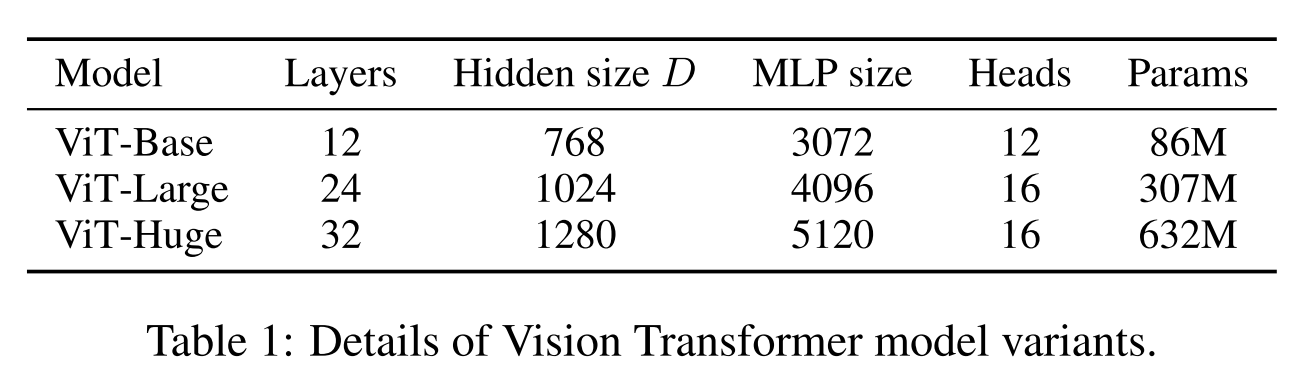 Model Layers Hidden size D MLP size Heads Params
ViT-Base 12 768 3072 12 86M
ViT-Large 24 1024 4096 16 307M
ViT-Huge 32 1280 5120 16 632M
Table 1: Details of Vision Transformer model variants.